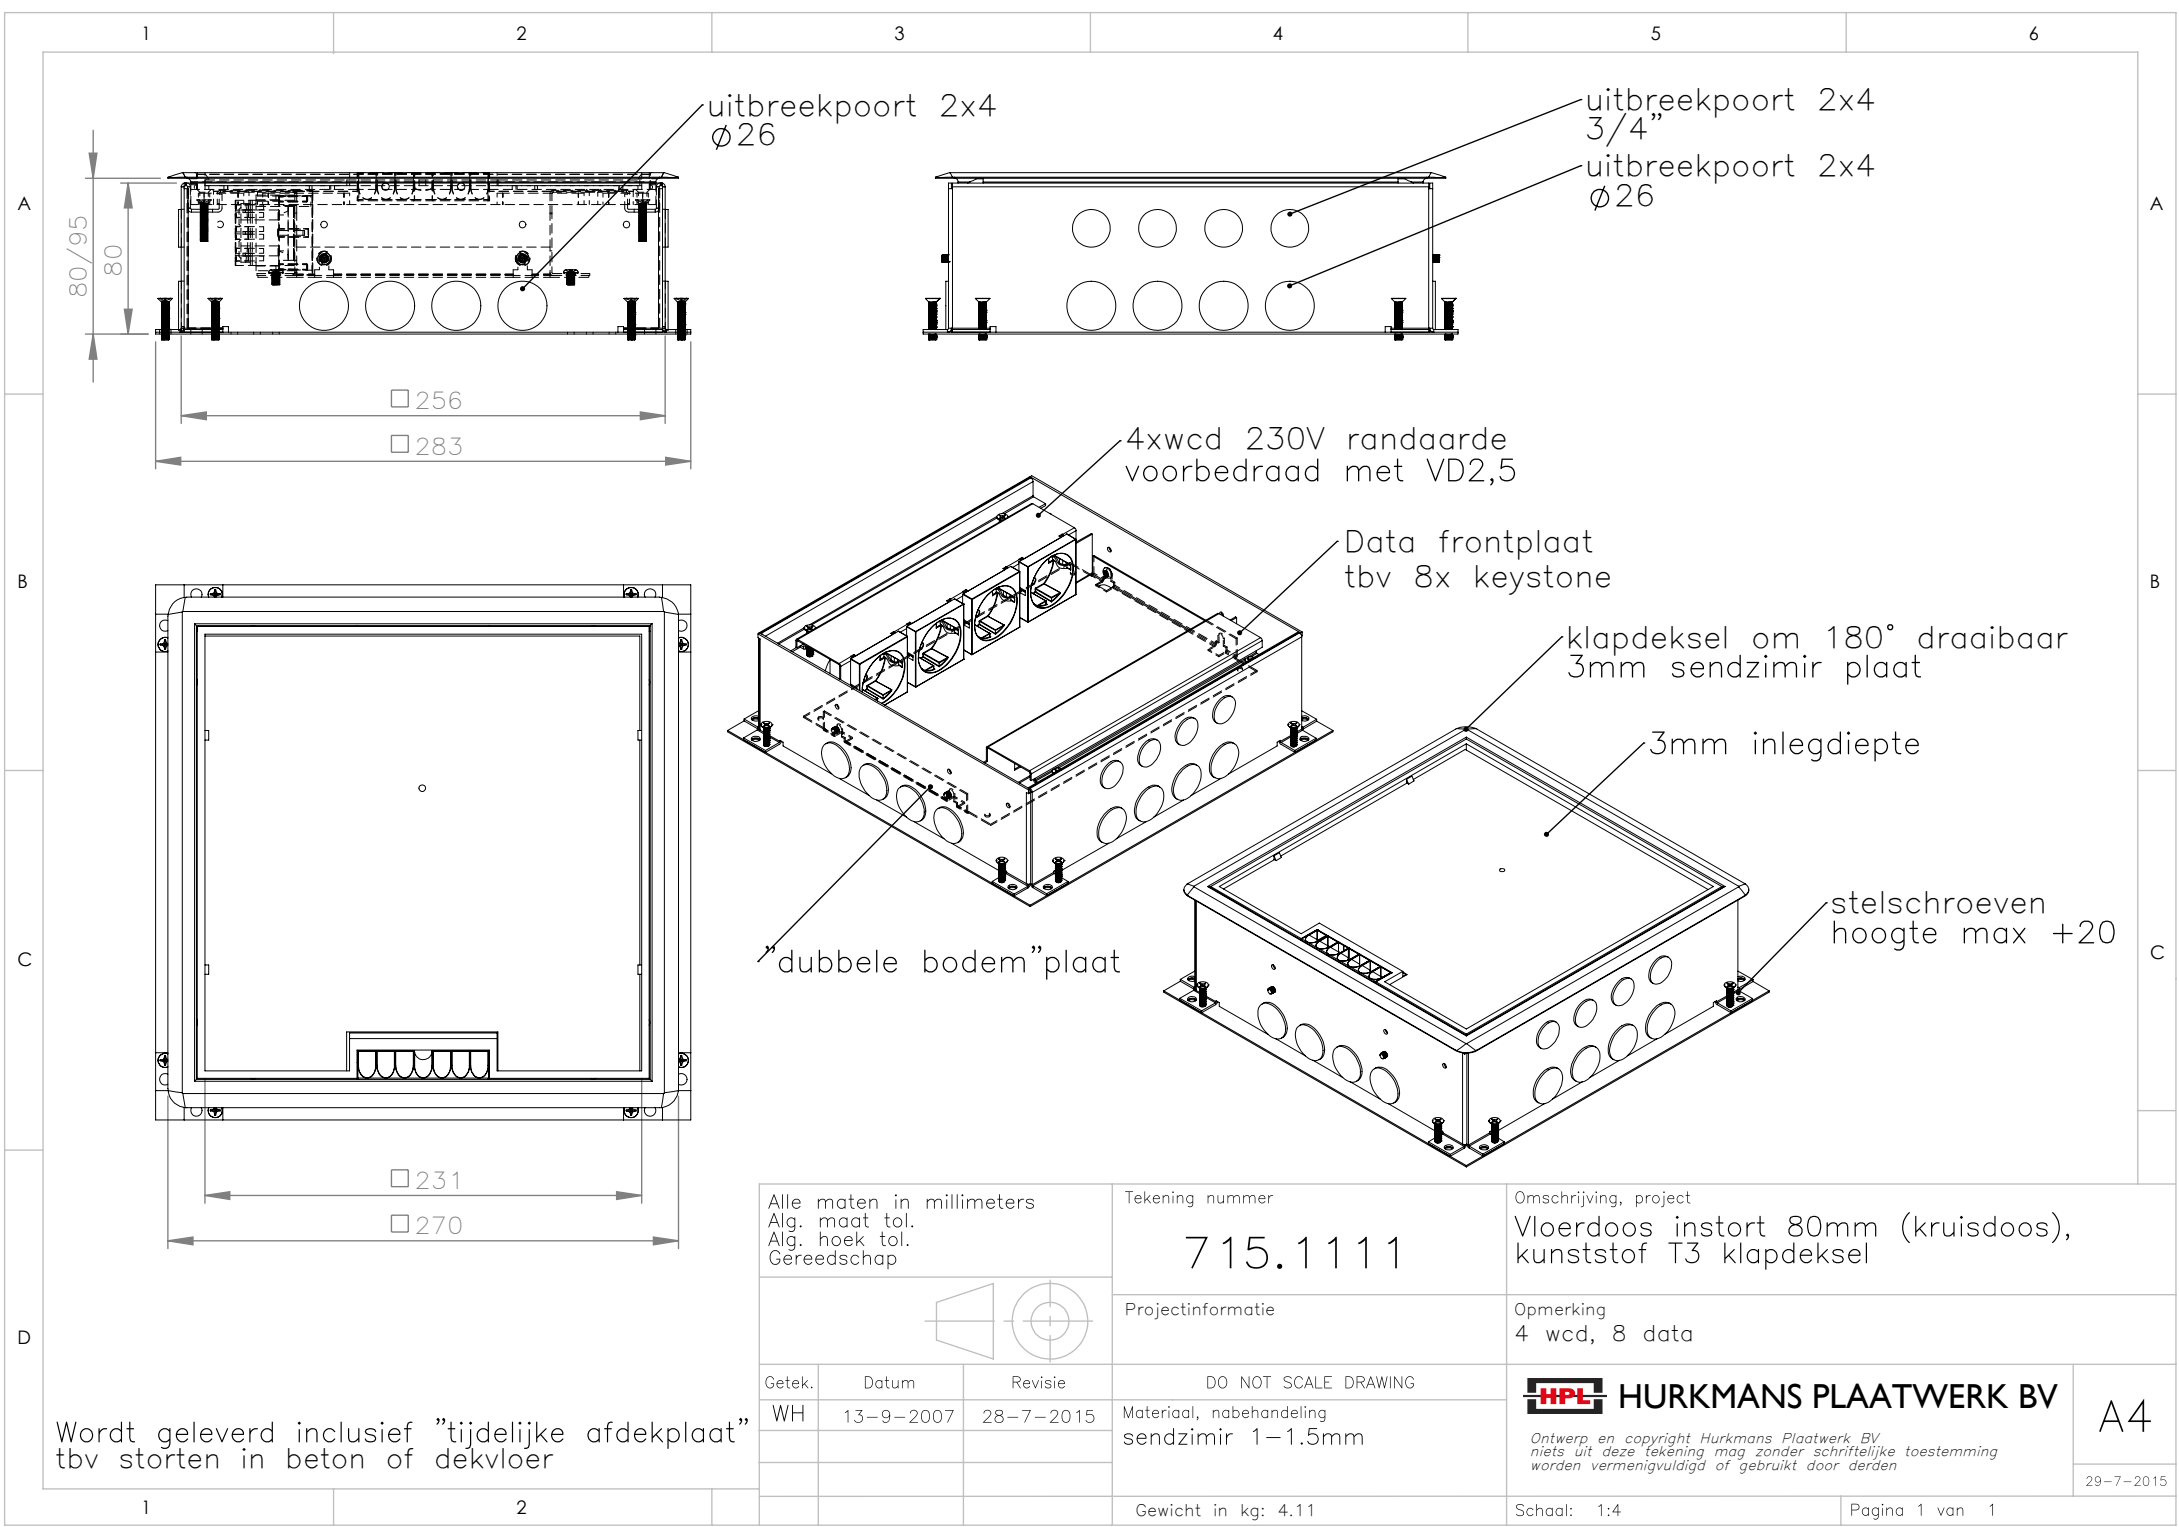 1 2 3 4 5 6
A
B
C
D
A
B
C
uitbreekpoort 2x4
ø26
uitbreekpoort 2x4
3/4"
uitbreekpoort 2x4
ø26
80/95
80
□256
□283
4xwcd 230V randaarde
voorbedraad met VD2,5
Data frontplaat
tbv 8x keystone
klapdeksel om 180° draaibaar
3mm sendzimir plaat
3mm inlegdiepte
stelschroeven
hoogte max +20
"dubbele bodem"plaat
□231
□270
Wordt geleverd inclusief "tijdelijke afdekplaat"
tbv storten in beton of dekvloer
Alle maten in millimeters
Alg. maat tol.
Alg. hoek tol.
Gereedschap
Tekening nummer
715.1111
Omschrijving, project
Vloerdoos instort 80mm (kruisdoos),
kunststof T3 klapdeksel
Projectinformatie
Opmerking
4 wcd, 8 data
Getek. Datum Revisie
WH 13-9-2007 28-7-2015
DO NOT SCALE DRAWING
Materiaal, nabehandeling
sendzimir 1-1.5mm
Gewicht in kg: 4.11
HPL HURKMANS PLAATWERK BV
Ontwerp en copyright Hurkmans Plaatwerk BV
niets uit deze tekening mag zonder schriftelijke toestemming
worden vermenigvuldigd of gebruikt door derden
A4
29-7-2015
Schaal: 1:4
Pagina 1 van 1
1 2